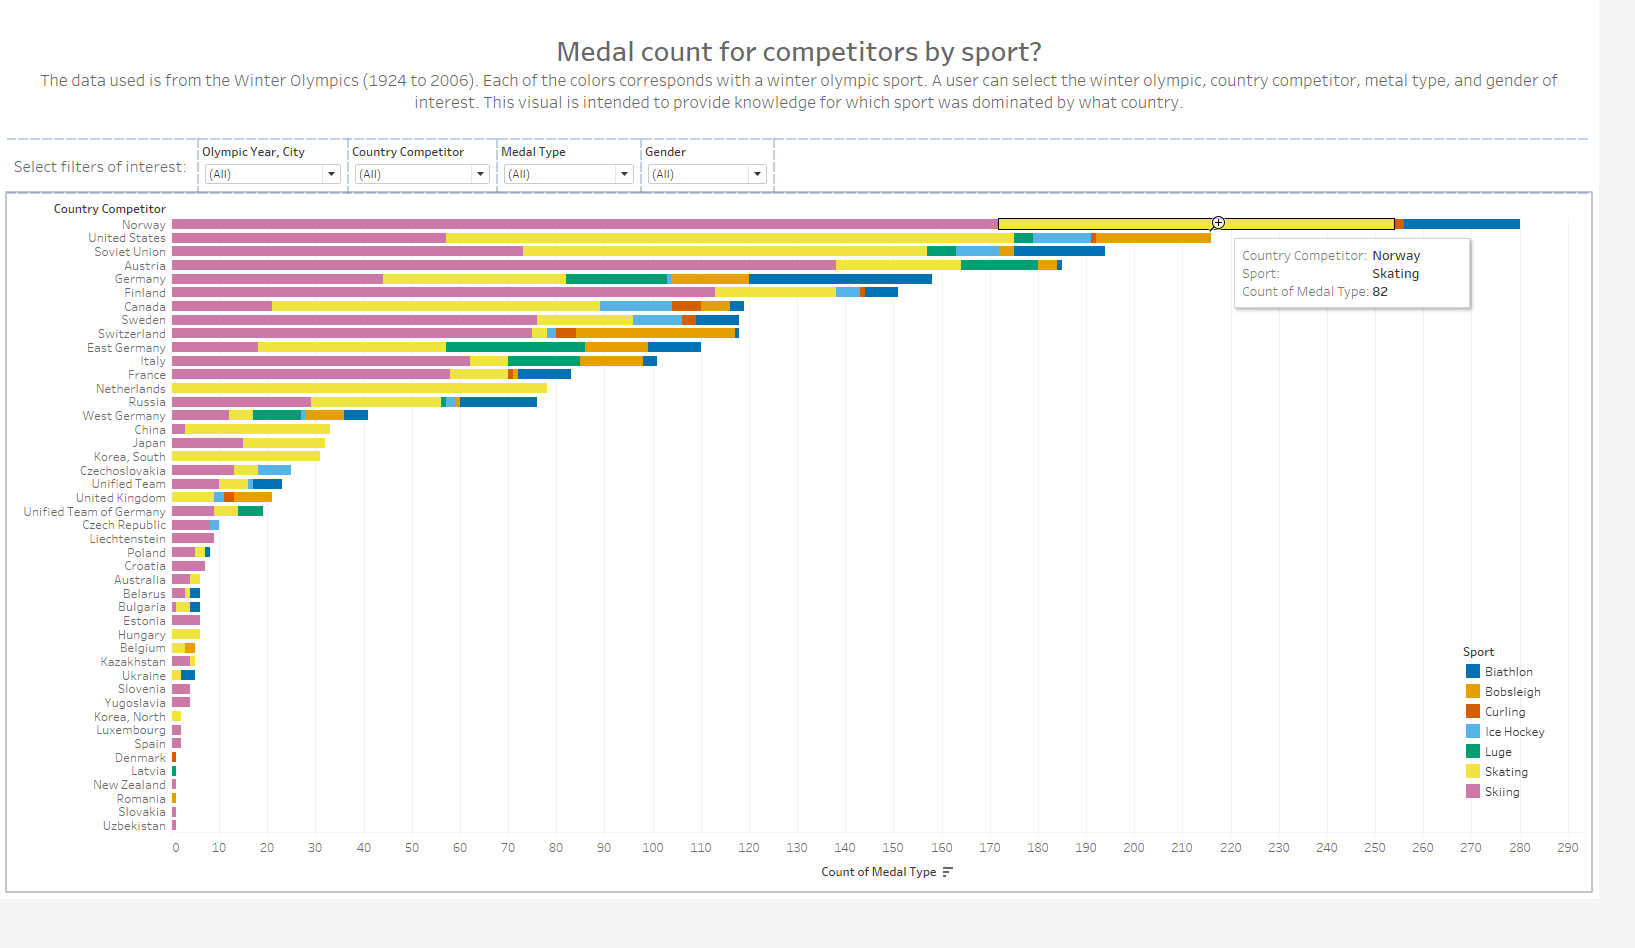 Medal count for competitors by sport?
The data used is from the Winter Olympics (1924 to 2006). Each of the colors corresponds with a winter olympic sport. A user can select the winter olympic, country competitor, metal type, and gender of
interest. This visual is intended to provide knowledge for which sport was dominated by what country.
Select filters of interest:
Olympic Year, City
(All)
Country Competitor
(All)
Medal Type
(All)
Gender
(All)
Country Competitor
Norway
United States
Soviet Union
Austria
Germany
Finland
Canada
Sweden
Switzerland
East Germany
Italy
France
Netherlands
Russia
West Germany
China
Japan
Korea, South
Czechoslovakia
Unified Team
United Kingdom
Unified Team of Germany
Czech Republic
Liechtenstein
Poland
Croatia
Australia
Belarus
Bulgaria
Estonia
Hungary
Belgium
Kazakhstan
Ukraine
Slovenia
Yugoslavia
Korea, North
Luxembourg
Spain
Denmark
Latvia
New Zealand
Romania
Slovakia
Uzbekistan
Country Competitor: Norway
Sport: Skating
Count of Medal Type: 82
Sport
Biathlon
Bobsleigh
Curling
Ice Hockey
Luge
Skating
Skiing
0 10 20 30 40 50 60 70 80 90 100 110 120 130 140 150 160 170 180 190 200 210 220 230 240 250 260 270 280 290
Count of Medal Type